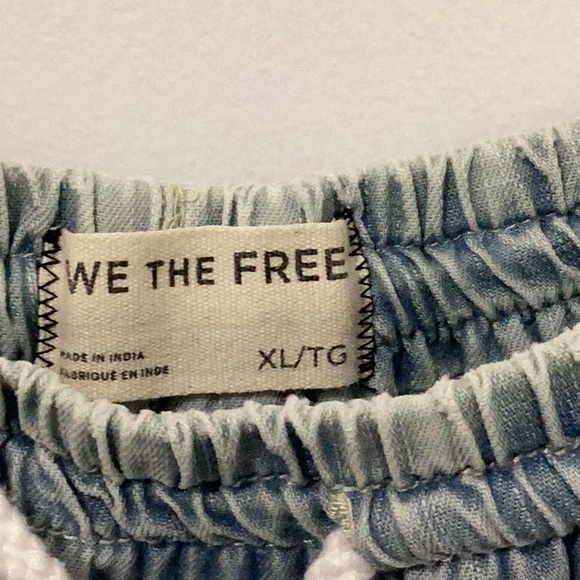 WE THE FREE
MADE IN INDIA
FABRIQUÉ EN INDE
XL/TG